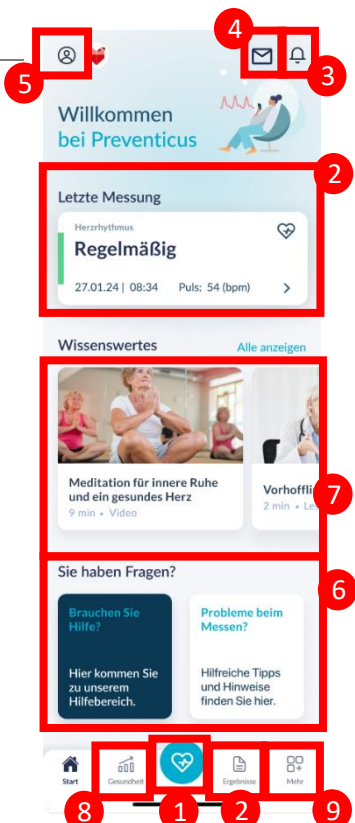 4
5
3
Willkommen
bei Preventicus
2
Letzte Messung
Herzrhythmus
Regelmäßig
27.01.24 | 08:34 Puls: 54 (bpm)
Wissenswertes
Alle anzeigen
Meditation für innere Ruhe
und ein gesundes Herz
9 min • Video
Vorhoffli
2 min • Le
7
Sie haben Fragen?
6
Brauchen Sie
Hilfe?
Hier kommen Sie
zu unserem
Hilfebereich.
Probleme beim
Messen?
Hilfreiche Tipps
und Hinweise
finden Sie hier.
Start
Gesundheit
Ergebnisse
Mehr
8
1
2
9